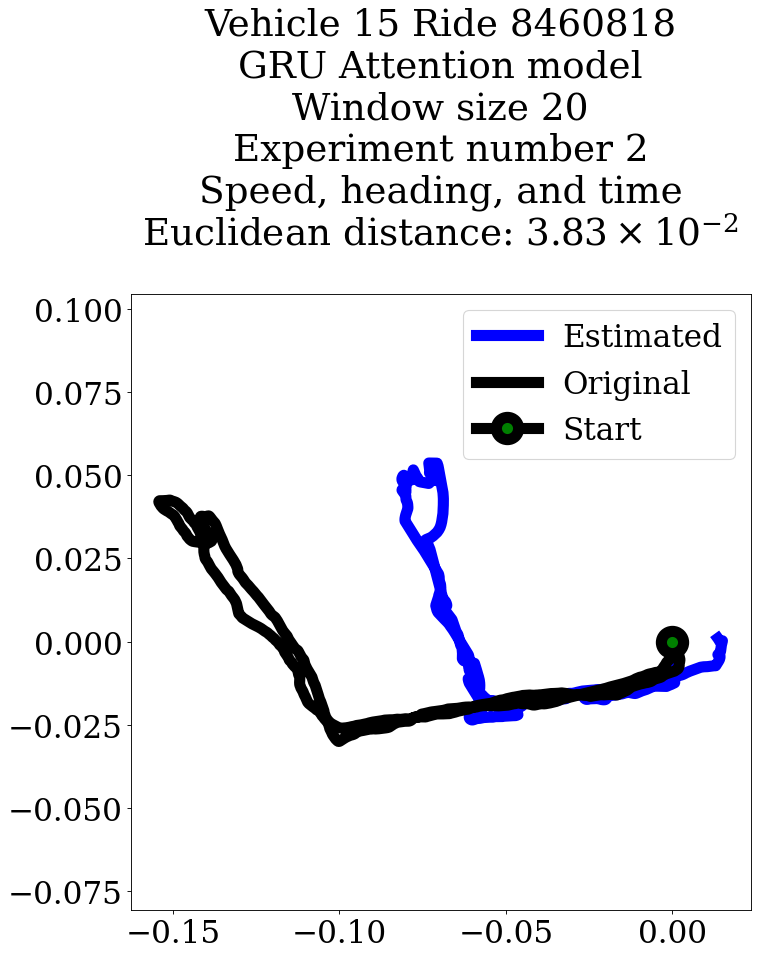 Vehicle 15 Ride 8460818
GRU Attention model
Window size 20
Experiment number 2
Speed, heading, and time
Euclidean distance: 3.83 × 10⁻²
0.100
0.075
0.050
0.025
0.000
−0.025
−0.050
−0.075
Estimated
Original
Start
−0.15
−0.10
−0.05
0.00